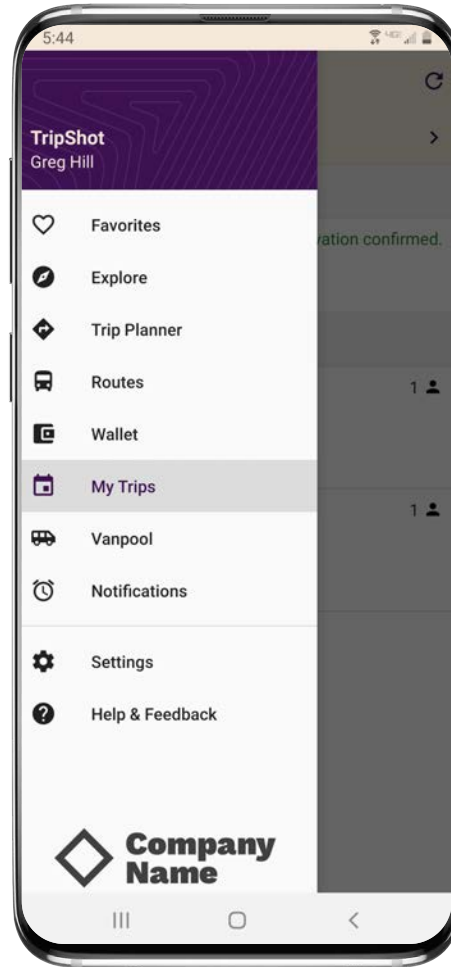 5:44
TripShot
Greg Hill
Favorites
Explore
vation confirmed.
Trip Planner
Routes
1
Wallet
My Trips
1
Vanpool
Notifications
Settings
Help & Feedback
Company
Name